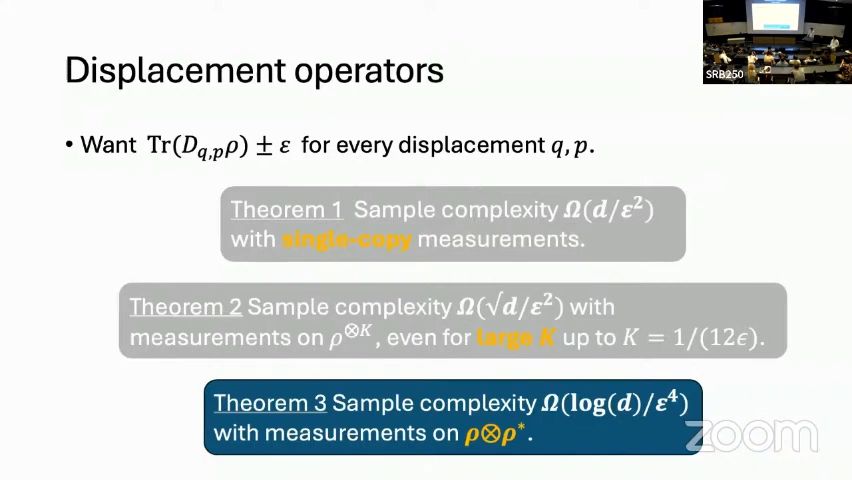 SRB250
Displacement operators
• Want Tr(D_{q,p}ρ) ± ε for every displacement q, p.
Theorem 1 Sample complexity Ω(d/ε²)
with single-copy measurements.
Theorem 2 Sample complexity Ω(√d/ε²) with
measurements on ρ^{⊗K}, even for large K up to K = 1/(12ϵ).
Theorem 3 Sample complexity Ω(log(d)/ε⁴)
with measurements on ρ⊗ρ*.
zoom